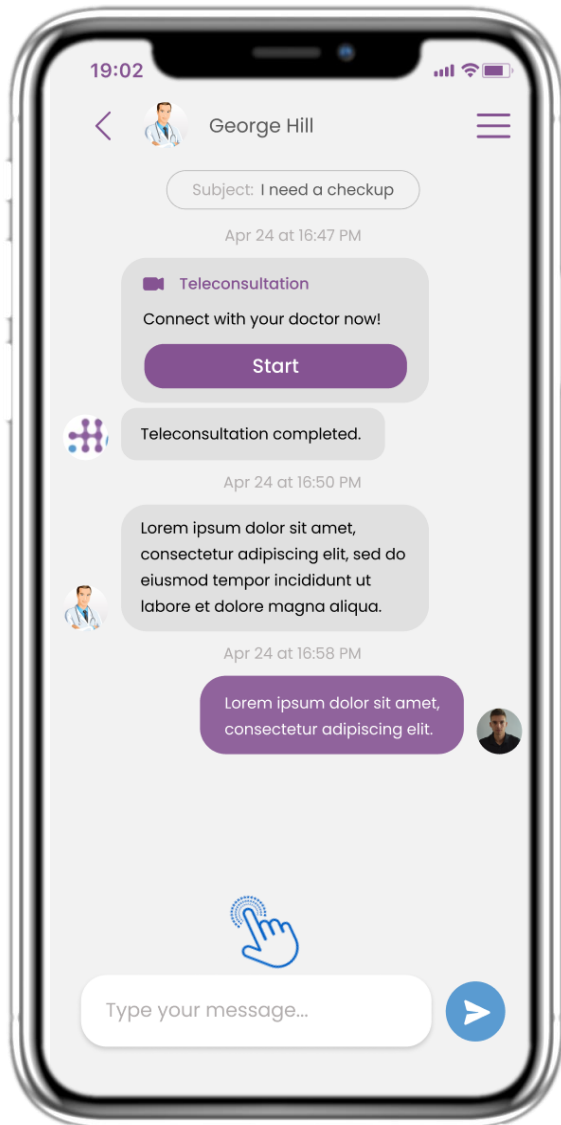 19:02
George Hill
Subject: I need a checkup
Apr 24 at 16:47 PM
Teleconsultation
Connect with your doctor now!
Start
Teleconsultation completed.
Apr 24 at 16:50 PM
Lorem ipsum dolor sit amet,
consectetur adipiscing elit, sed do
eiusmod tempor incididunt ut
labore et dolore magna aliqua.
Apr 24 at 16:58 PM
Lorem ipsum dolor sit amet,
consectetur adipiscing elit.
Type your message...